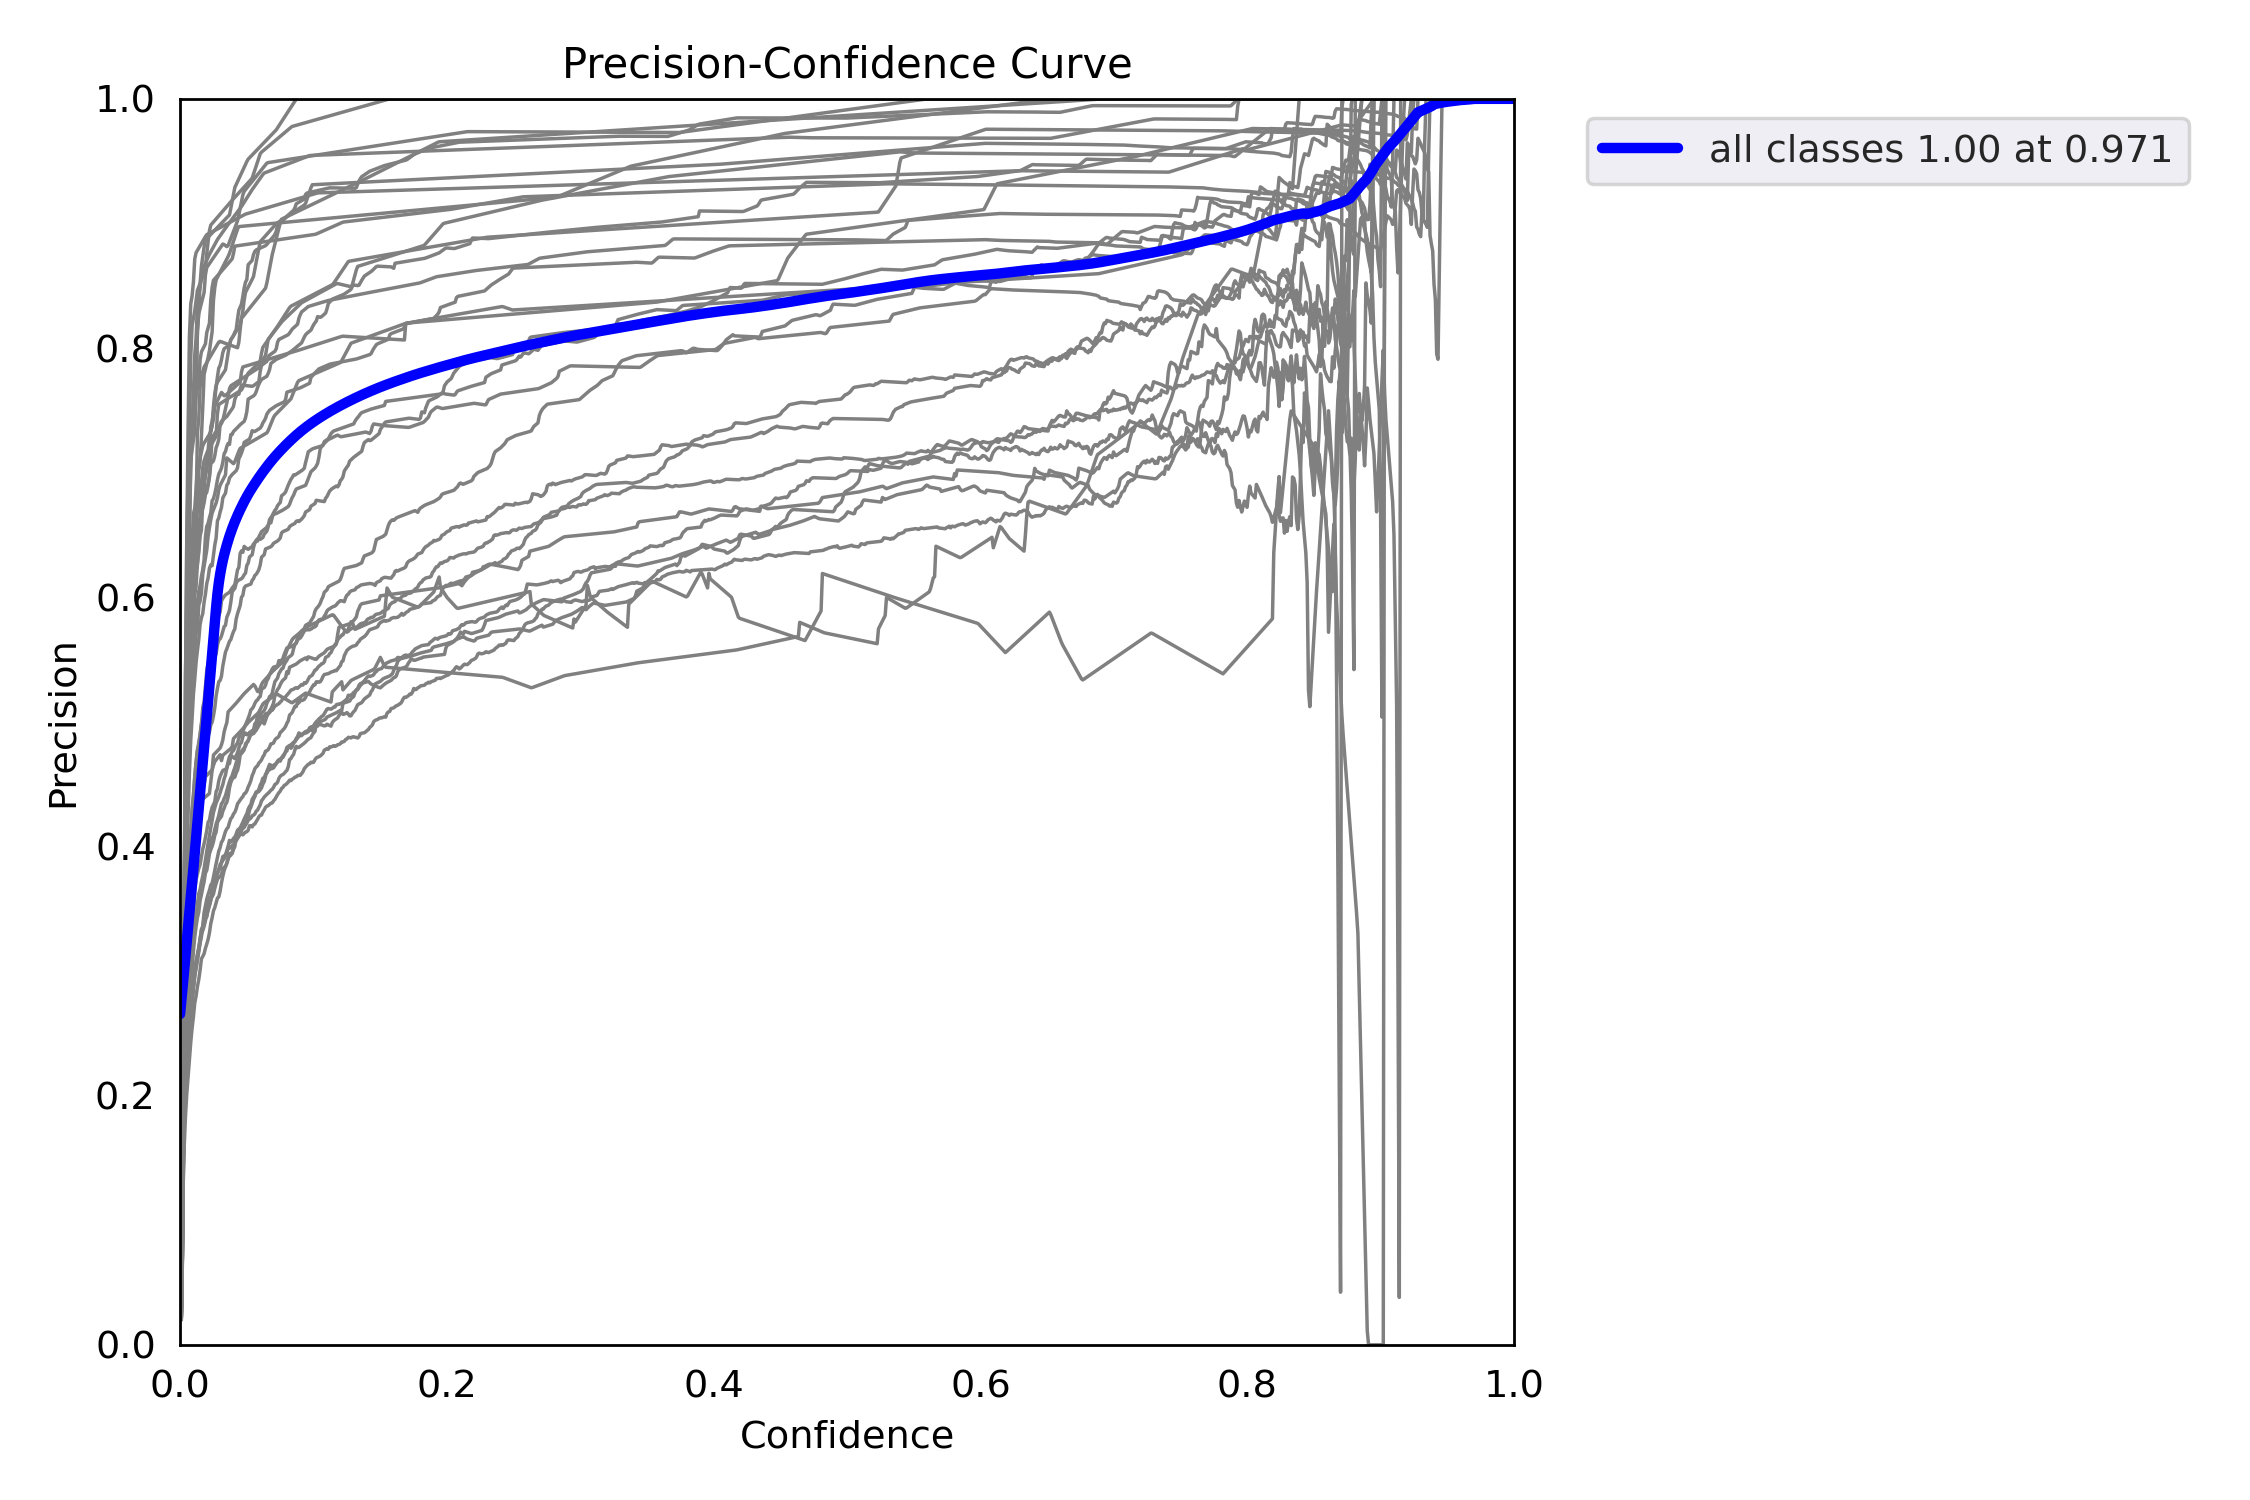 Precision-Confidence Curve
1.0
0.8
0.6
0.4
0.2
0.0
Precision
0.0 0.2 0.4 0.6 0.8 1.0
Confidence
all classes 1.00 at 0.971